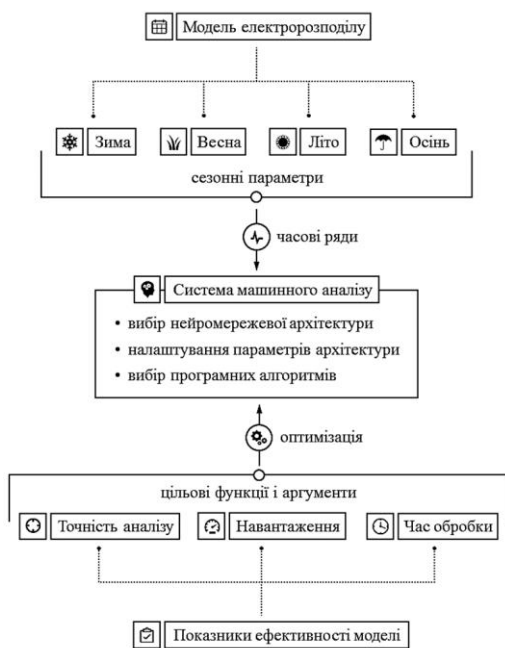 Модель електророзподілу
Зима Весна Літо Осінь
сезонні параметри
часові ряди
Система машинного аналізу
• вибір нейромережевої архітектури
• налаштування параметрів архітектури
• вибір програмних алгоритмів
оптимізація
цільові функції і аргументи
Точність аналізу Навантаження Час обробки
Показники ефективності моделі